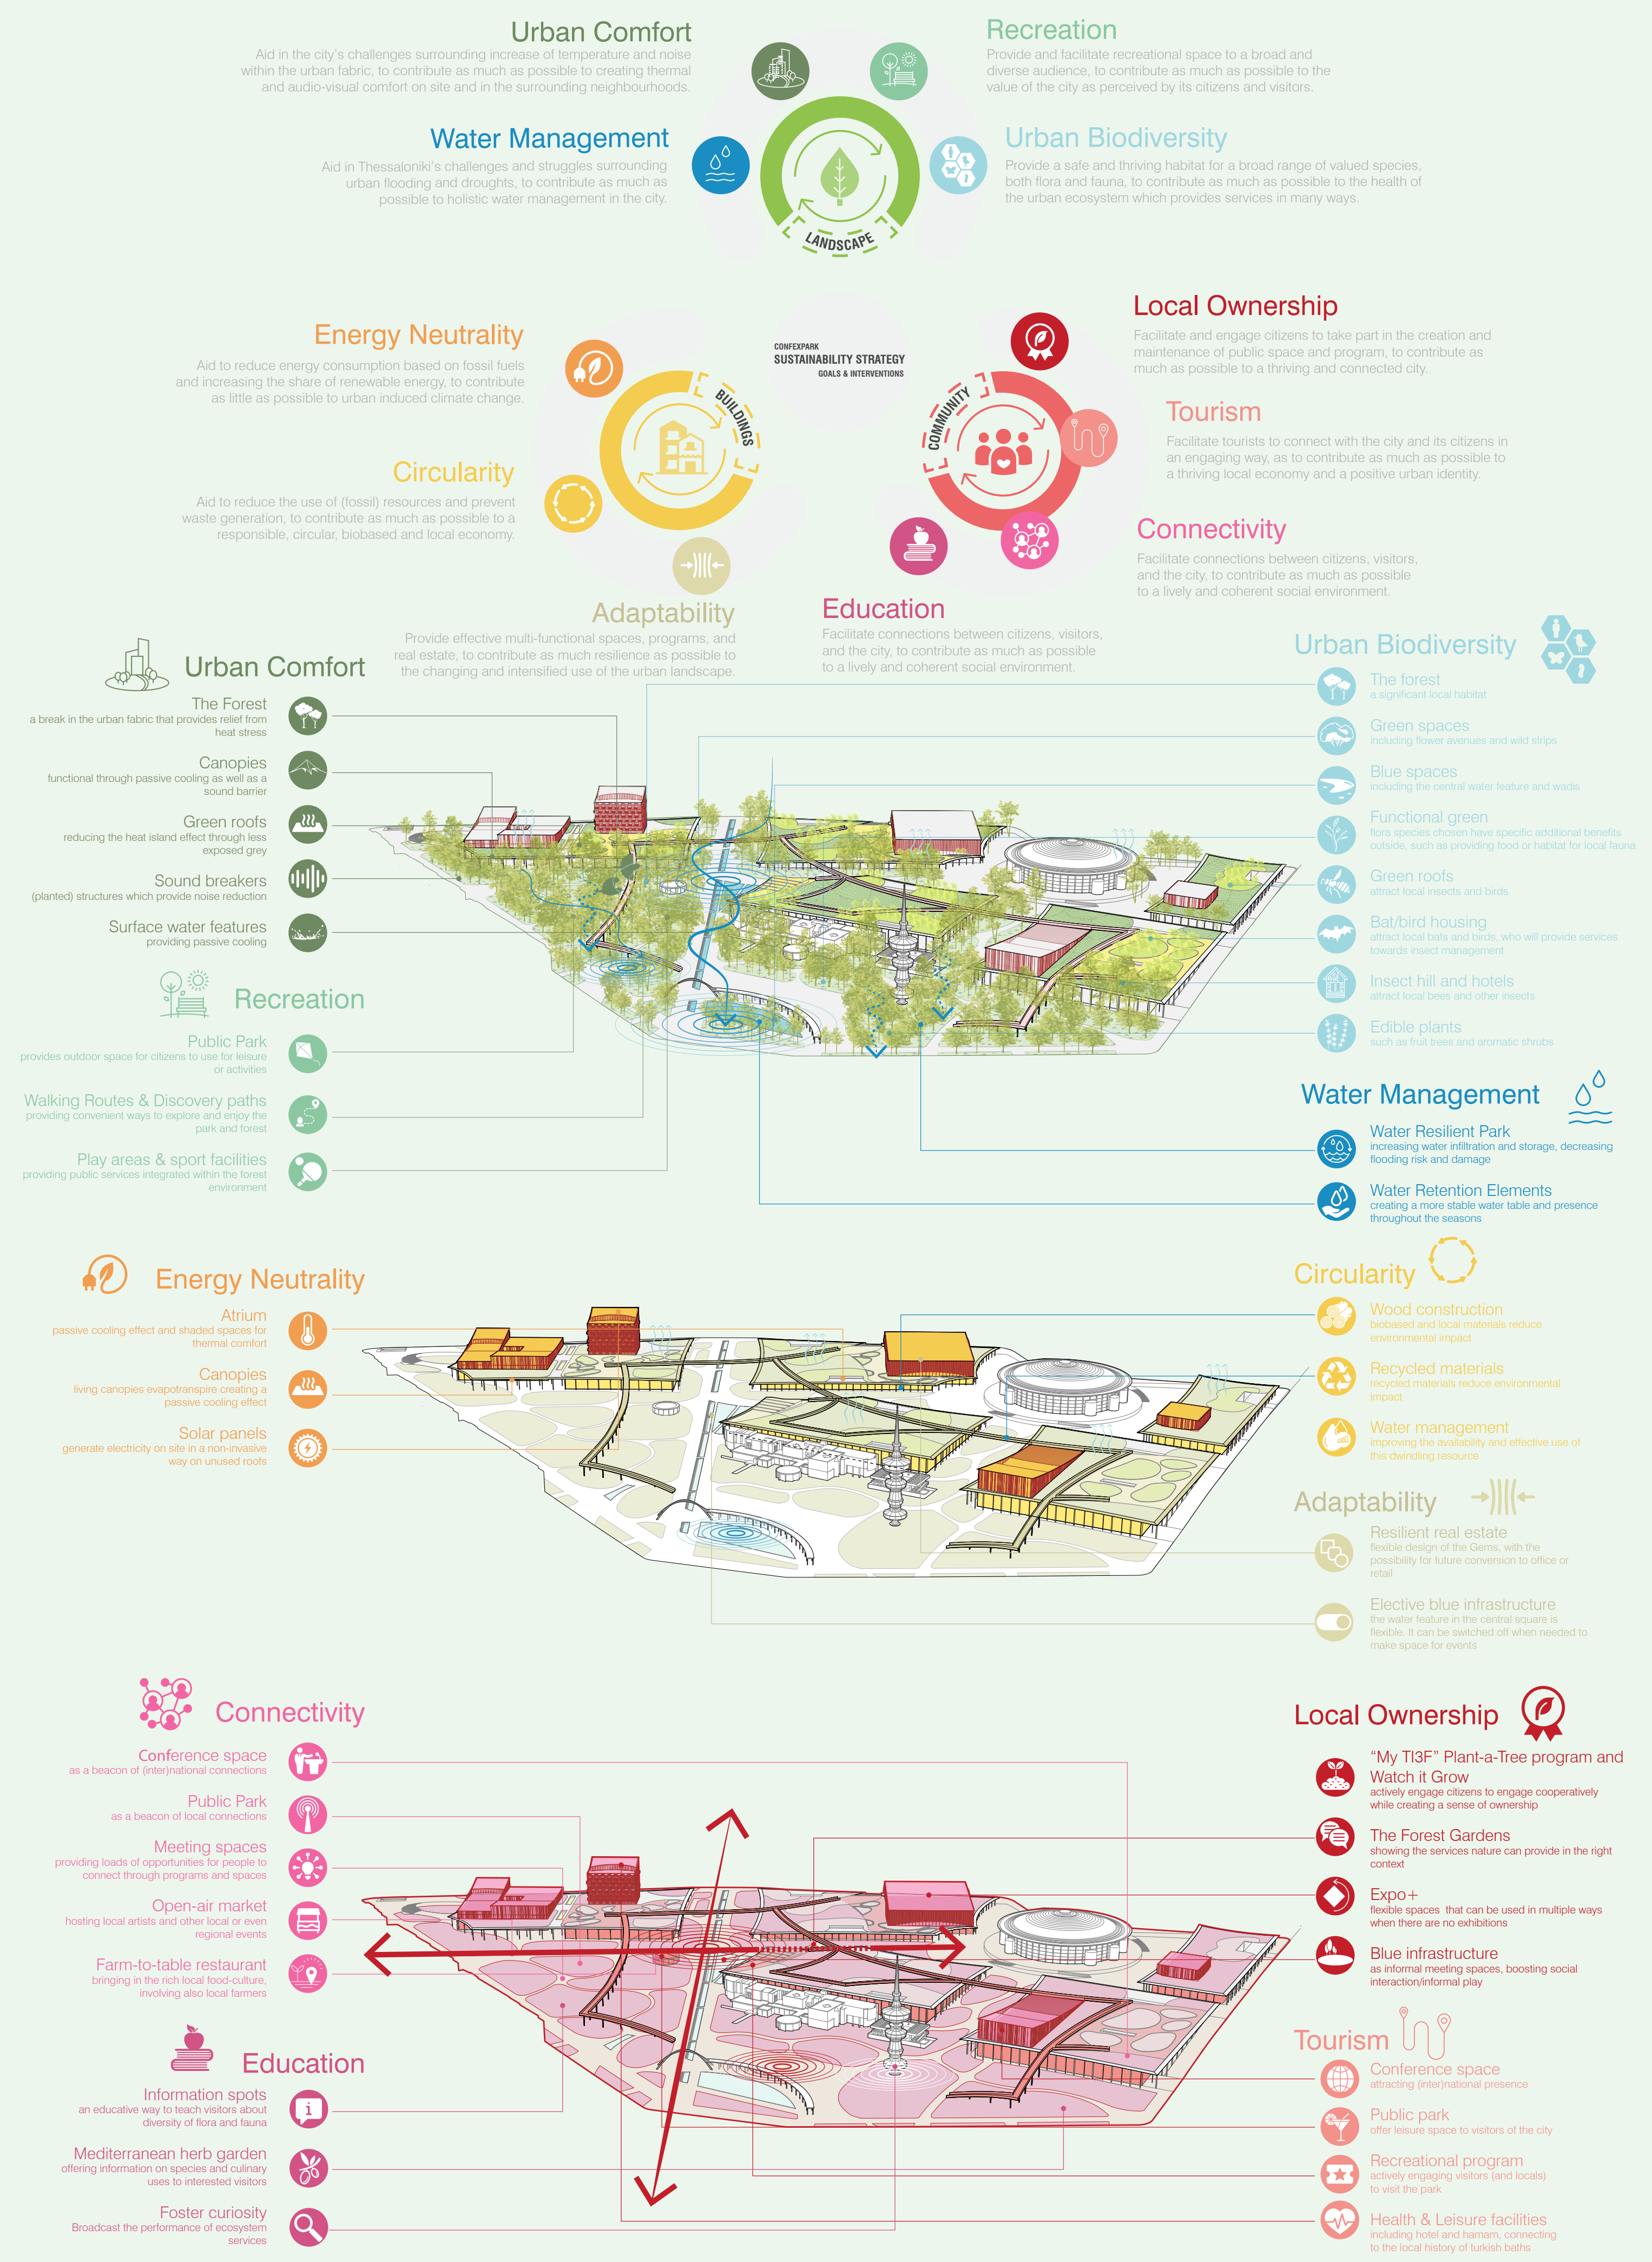 Urban Comfort
Aid in the city's challenges surrounding increase of temperature and noise
within the urban fabric, to contribute as much as possible to creating thermal
and audio-visual comfort on site and in the surrounding neighbourhoods.
Recreation
Provide and facilitate recreational space to a broad and
diverse audience, to contribute as much as possible to the
value of the city as perceived by its citizens and visitors.
Water Management
Aid in Thessaloniki's challenges and struggles surrounding
urban flooding and droughts, to contribute as much as
possible to holistic water management in the city.
Urban Biodiversity
Provide a safe and thriving habitat for a broad range of valued species,
both flora and fauna, to contribute as much as possible to the health of
the urban ecosystem which provides services in many ways.
LANDSCAPE
Energy Neutrality
Aid to reduce energy consumption based on fossil fuels
and increasing the share of renewable energy, to contribute
as little as possible to urban induced climate change.
CONFEXPARK
SUSTAINABILITY STRATEGY
GOALS & INTERVENTIONS
Local Ownership
Facilitate and engage citizens to take part in the creation and
maintenance of public space and program, to contribute as
much as possible to a thriving and connected city.
BUILDINGS
COMMUNITY
Tourism
Facilitate tourists to connect with the city and its citizens in
an engaging way, as to contribute as much as possible to
a thriving local economy and a positive urban identity.
Circularity
Aid to reduce the use of (fossil) resources and prevent
waste generation, to contribute as much as possible to a
responsible, circular, biobased and local economy.
Connectivity
Facilitate connections between citizens, visitors,
and the city, to contribute as much as possible
to a lively and coherent social environment.
Adaptability
Provide effective multi-functional spaces, programs, and
real estate, to contribute as much resilience as possible to
the changing and intensified use of the urban landscape.
Education
Facilitate connections between citizens, visitors,
and the city, to contribute as much as possible
to a lively and coherent social environment.
Urban Comfort
The Forest
a break in the urban fabric that provides relief from
heat stress
Canopies
functional through passive cooling as well as a
sound barrier
Green roofs
reducing the heat island effect through less
exposed grey
Sound breakers
(planted) structures which provide noise reduction
Surface water features
providing passive cooling
Recreation
Public Park
provides outdoor space for citizens to use for leisure
or activities
Walking Routes & Discovery paths
providing convenient ways to explore and enjoy the
park and forest
Play areas & sport facilities
providing public services integrated within the forest
environment
Urban Biodiversity
The forest
a significant local habitat
Green spaces
including flower avenues and wild strips
Blue spaces
including the central water feature and wadis
Functional green
flora species chosen have specific additional benefits
outside, such as providing food or habitat for local fauna
Green roofs
attract local insects and birds
Bat/bird housing
attract local bats and birds, who will provide services
towards insect management
Insect hill and hotels
attract local bees and other insects
Edible plants
such as fruit trees and aromatic shrubs
Water Management
Water Resilient Park
increasing water infiltration and storage, decreasing
flooding risk and damage
Water Retention Elements
creating a more stable water table and presence
throughout the seasons
Energy Neutrality
Atrium
passive cooling effect and shaded spaces for
thermal comfort
Canopies
living canopies evapotranspire creating a
passive cooling effect
Solar panels
generate electricity on site in a non-invasive
way on unused roofs
Circularity
Wood construction
biobased and local materials reduce
environmental impact
Recycled materials
recycled materials reduce environmental
impact
Water management
improving the availability and effective use of
this dwindling resource
Adaptability
Resilient real estate
flexible design of the Gems, with the
possibility for future conversion to office or
retail
Elective blue infrastructure
the water feature in the central square is
flexible. It can be switched off when needed to
make space for events
Connectivity
Conference space
as a beacon of (inter)national connections
Public Park
as a beacon of local connections
Meeting spaces
providing loads of opportunities for people to
connect through programs and spaces
Open-air market
hosting local artists and other local or even
regional events
Farm-to-table restaurant
bringing in the rich local food-culture,
involving also local farmers
Education
Information spots
an educative way to teach visitors about
diversity of flora and fauna
Mediterranean herb garden
offering information on species and culinary
uses to interested visitors
Foster curiosity
Broadcast the performance of ecosystem
services
Local Ownership
“My TI3F” Plant-a-Tree program and
Watch it Grow
actively engage citizens to engage cooperatively
while creating a sense of ownership
The Forest Gardens
showing the services nature can provide in the right
context
Expo+
flexible spaces that can be used in multiple ways
when there are no exhibitions
Blue infrastructure
as informal meeting spaces, boosting social
interaction/informal play
Tourism
Conference space
attracting (inter)national presence
Public park
offer leisure space to visitors of the city
Recreational program
actively engaging visitors (and locals)
to visit the park
Health & Leisure facilities
including hotel and hamam, connecting
to the local history of turkish baths